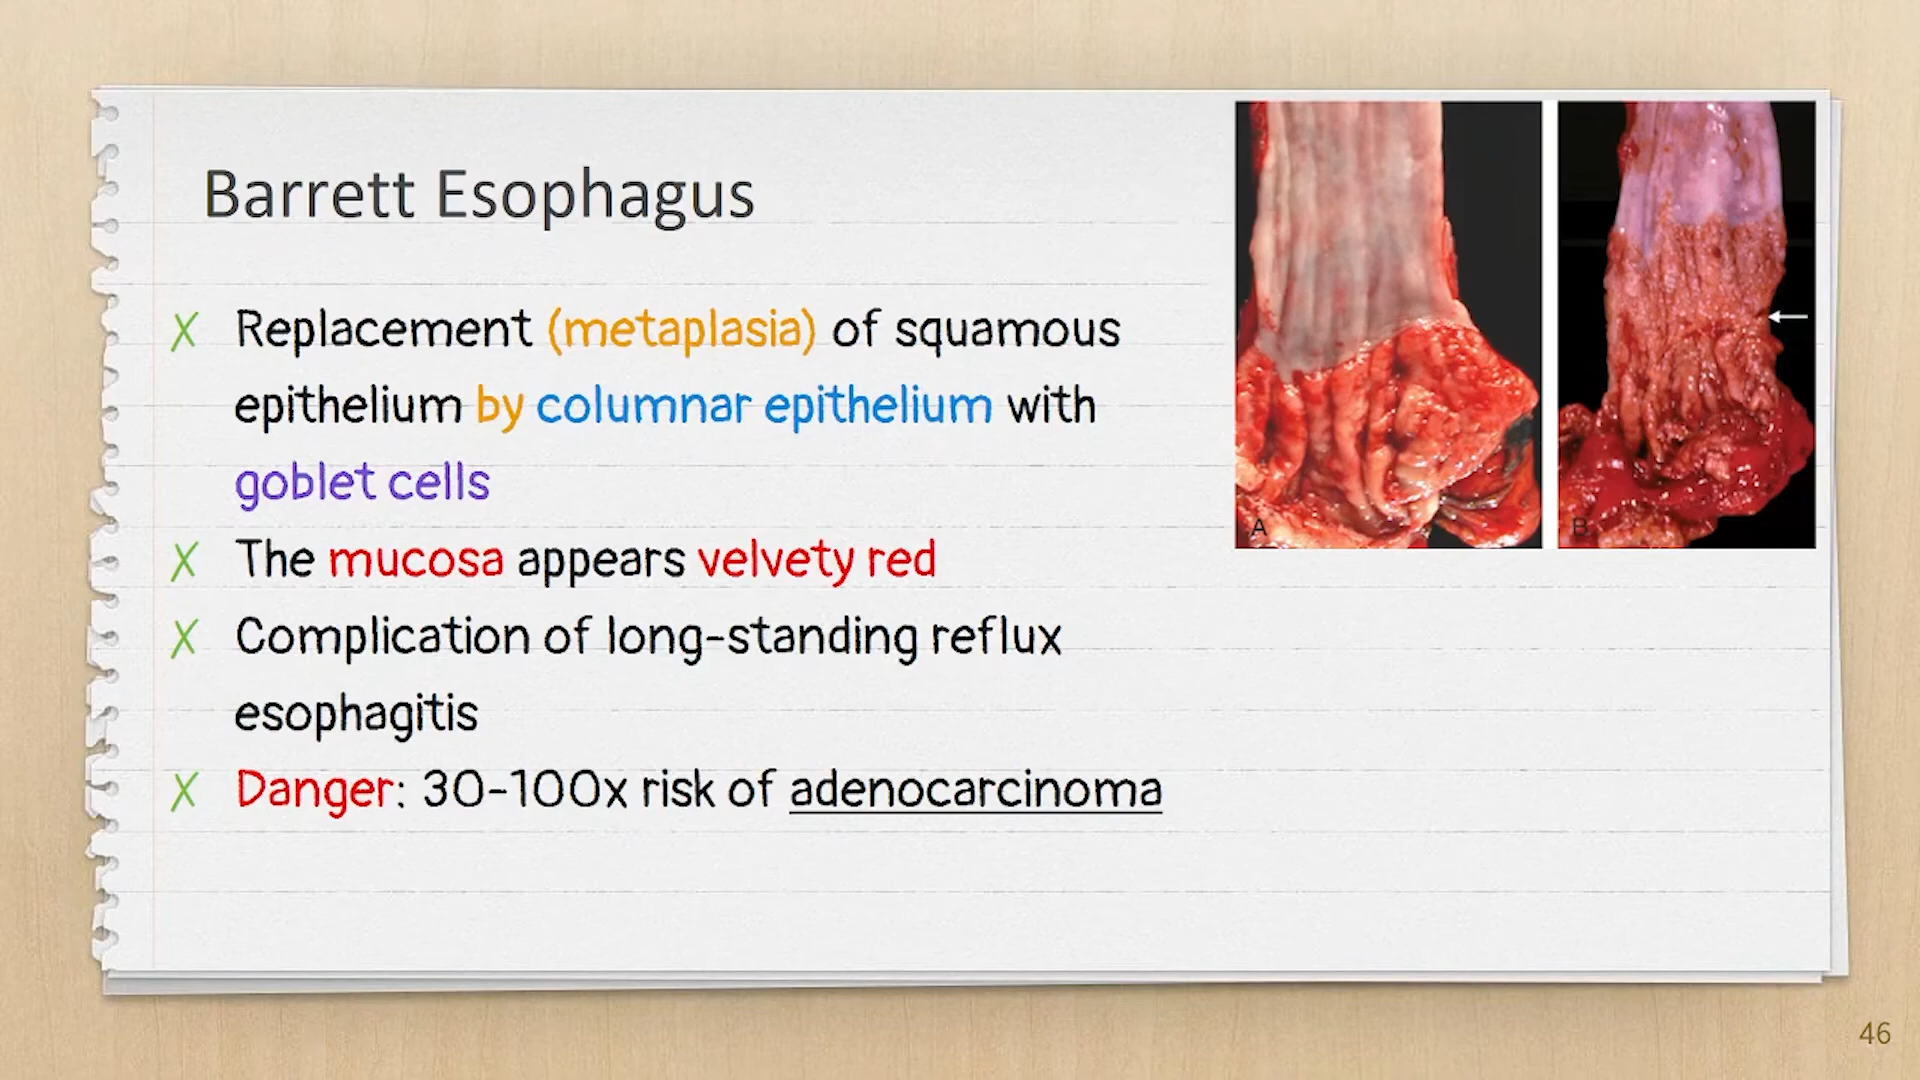 Barrett Esophagus
✗ Replacement (metaplasia) of squamous
epithelium by columnar epithelium with
goblet cells
✗ The mucosa appears velvety red
✗ Complication of long-standing reflux
esophagitis
✗ Danger: 30-100x risk of adenocarcinoma
A
B
46